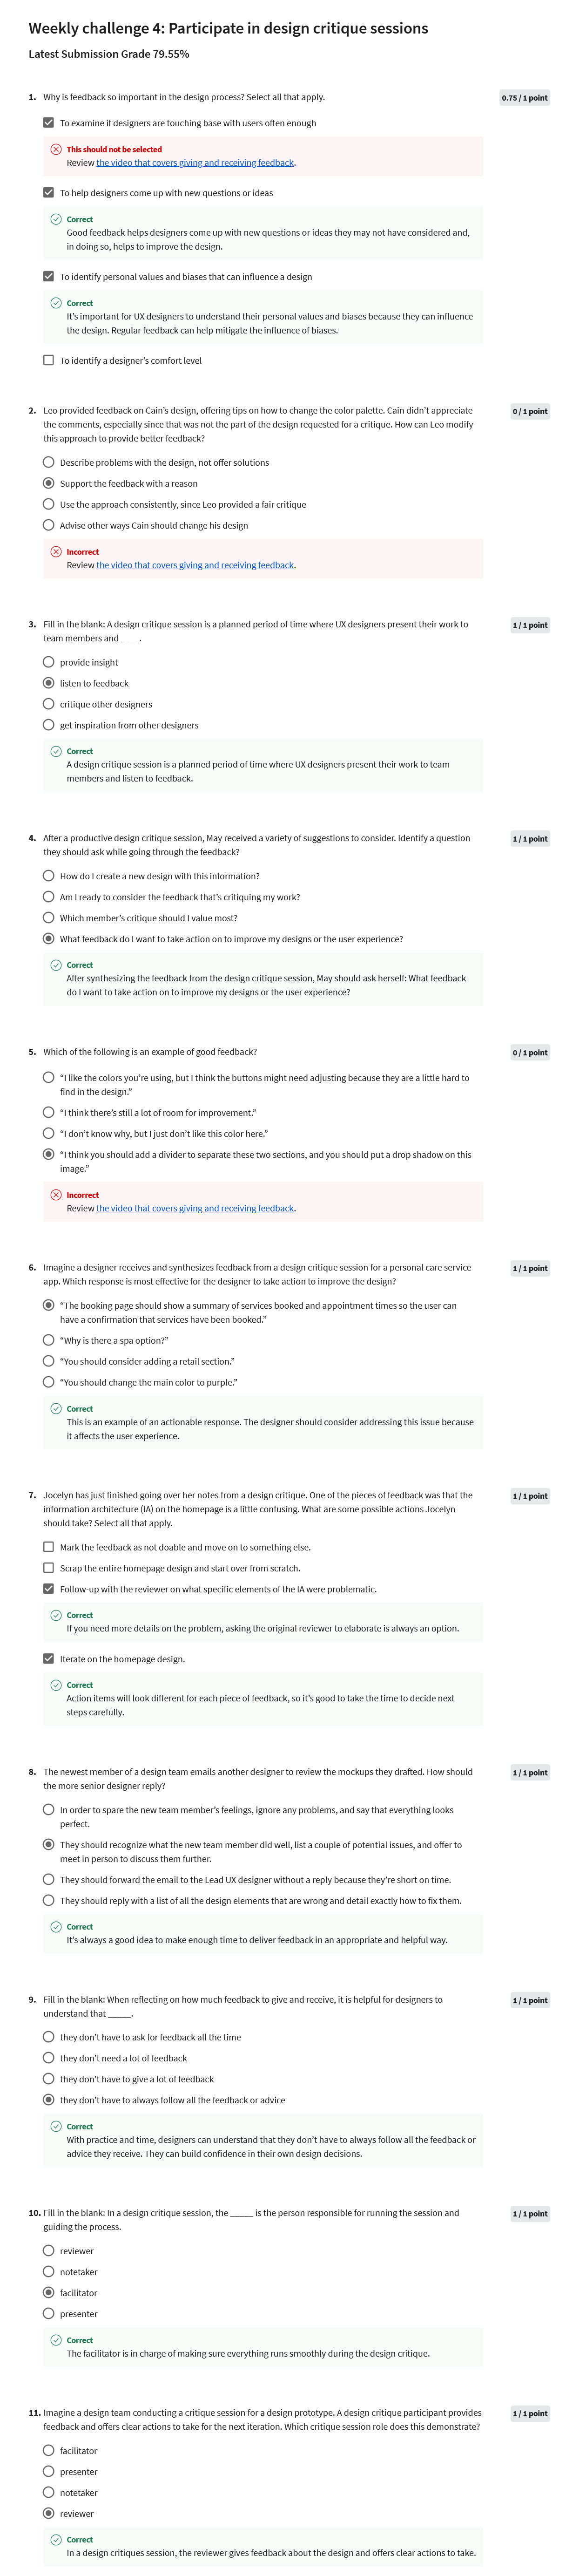 Weekly challenge 4: Participate in design critique sessions
Latest Submission Grade 79.55%
1. Why is feedback so important in the design process? Select all that apply.
0.75 / 1 point
To examine if designers are touching base with users often enough
This should not be selected
Review the video that covers giving and receiving feedback.
To help designers come up with new questions or ideas
Correct
Good feedback helps designers come up with new questions or ideas they may not have considered and,
in doing so, helps to improve the design.
To identify personal values and biases that can influence a design
Correct
It's important for UX designers to understand their personal values and biases because they can influence
the design. Regular feedback can help mitigate the influence of biases.
To identify a designer's comfort level
2. Leo provided feedback on Cain's design, offering tips on how to change the color palette. Cain didn't appreciate
the comments, especially since that was not the part of the design requested for a critique. How can Leo modify
this approach to provide better feedback?
0 / 1 point
Describe problems with the design, not offer solutions
Support the feedback with a reason
Use the approach consistently, since Leo provided a fair critique
Advise other ways Cain should change his design
Incorrect
Review the video that covers giving and receiving feedback.
3. Fill in the blank: A design critique session is a planned period of time where UX designers present their work to
team members and ____.
1 / 1 point
provide insight
listen to feedback
critique other designers
get inspiration from other designers
Correct
A design critique session is a planned period of time where UX designers present their work to team
members and listen to feedback.
4. After a productive design critique session, May received a variety of suggestions to consider. Identify a question
they should ask while going through the feedback?
1 / 1 point
How do I create a new design with this information?
Am I ready to consider the feedback that's critiquing my work?
Which member's critique should I value most?
What feedback do I want to take action on to improve my designs or the user experience?
Correct
After synthesizing the feedback from the design critique session, May should ask herself: What feedback
do I want to take action on to improve my designs or the user experience?
5. Which of the following is an example of good feedback?
0 / 1 point
“I like the colors you're using, but I think the buttons might need adjusting because they are a little hard to
find in the design.”
“I think there's still a lot of room for improvement.”
“I don't know why, but I just don't like this color here.”
“I think you should add a divider to separate these two sections, and you should put a drop shadow on this
image.”
Incorrect
Review the video that covers giving and receiving feedback.
6. Imagine a designer receives and synthesizes feedback from a design critique session for a personal care service
app. Which response is most effective for the designer to take action to improve the design?
1 / 1 point
“The booking page should show a summary of services booked and appointment times so the user can
have a confirmation that services have been booked.”
“Why is there a spa option?”
“You should consider adding a retail section.”
“You should change the main color to purple.”
Correct
This is an example of an actionable response. The designer should consider addressing this issue because
it affects the user experience.
7. Jocelyn has just finished going over her notes from a design critique. One of the pieces of feedback was that the
information architecture (IA) on the homepage is a little confusing. What are some possible actions Jocelyn
should take? Select all that apply.
1 / 1 point
Mark the feedback as not doable and move on to something else.
Scrap the entire homepage design and start over from scratch.
Follow-up with the reviewer on what specific elements of the IA were problematic.
Correct
If you need more details on the problem, asking the original reviewer to elaborate is always an option.
Iterate on the homepage design.
Correct
Action items will look different for each piece of feedback, so it's good to take the time to decide next
steps carefully.
8. The newest member of a design team emails another designer to review the mockups they drafted. How should
the more senior designer reply?
1 / 1 point
In order to spare the new team member's feelings, ignore any problems, and say that everything looks
perfect.
They should recognize what the new team member did well, list a couple of potential issues, and offer to
meet in person to discuss them further.
They should forward the email to the Lead UX designer without a reply because they're short on time.
They should reply with a list of all the design elements that are wrong and detail exactly how to fix them.
Correct
It's always a good idea to make enough time to deliver feedback in an appropriate and helpful way.
9. Fill in the blank: When reflecting on how much feedback to give and receive, it is helpful for designers to
understand that _____.
1 / 1 point
they don't have to ask for feedback all the time
they don't need a lot of feedback
they don't have to give a lot of feedback
they don't have to always follow all the feedback or advice
Correct
With practice and time, designers can understand that they don't have to always follow all the feedback or
advice they receive. They can build confidence in their own design decisions.
10. Fill in the blank: In a design critique session, the _____ is the person responsible for running the session and
guiding the process.
1 / 1 point
reviewer
notetaker
facilitator
presenter
Correct
The facilitator is in charge of making sure everything runs smoothly during the design critique.
11. Imagine a design team conducting a critique session for a design prototype. A design critique participant provides
feedback and offers clear actions to take for the next iteration. Which critique session role does this demonstrate?
1 / 1 point
facilitator
presenter
notetaker
reviewer
Correct
In a design critiques session, the reviewer gives feedback about the design and offers clear actions to take.